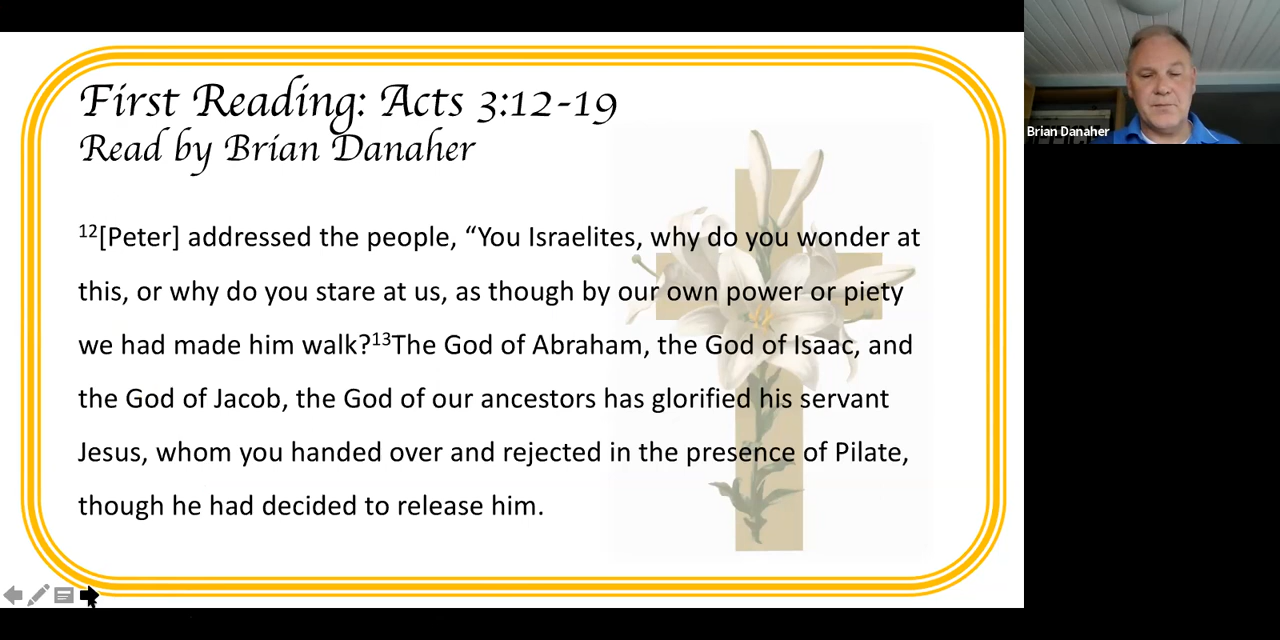 First Reading: Acts 3:12-19
Read by Brian Danaher
¹²[Peter] addressed the people, “You Israelites, why do you wonder at
this, or why do you stare at us, as though by our own power or piety
we had made him walk?¹³The God of Abraham, the God of Isaac, and
the God of Jacob, the God of our ancestors has glorified his servant
Jesus, whom you handed over and rejected in the presence of Pilate,
though he had decided to release him.
Brian Danaher